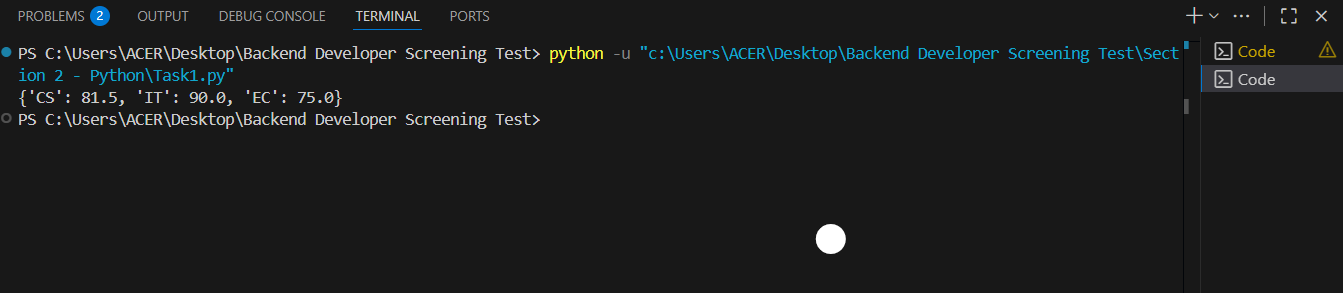 PROBLEMS 2 OUTPUT DEBUG CONSOLE TERMINAL PORTS
PS C:\Users\ACER\Desktop\Backend Developer Screening Test> python -u "c:\Users\ACER\Desktop\Backend Developer Screening Test\Sect
ion 2 - Python\Task1.py"
{'CS': 81.5, 'IT': 90.0, 'EC': 75.0}
PS C:\Users\ACER\Desktop\Backend Developer Screening Test>
Code
Code